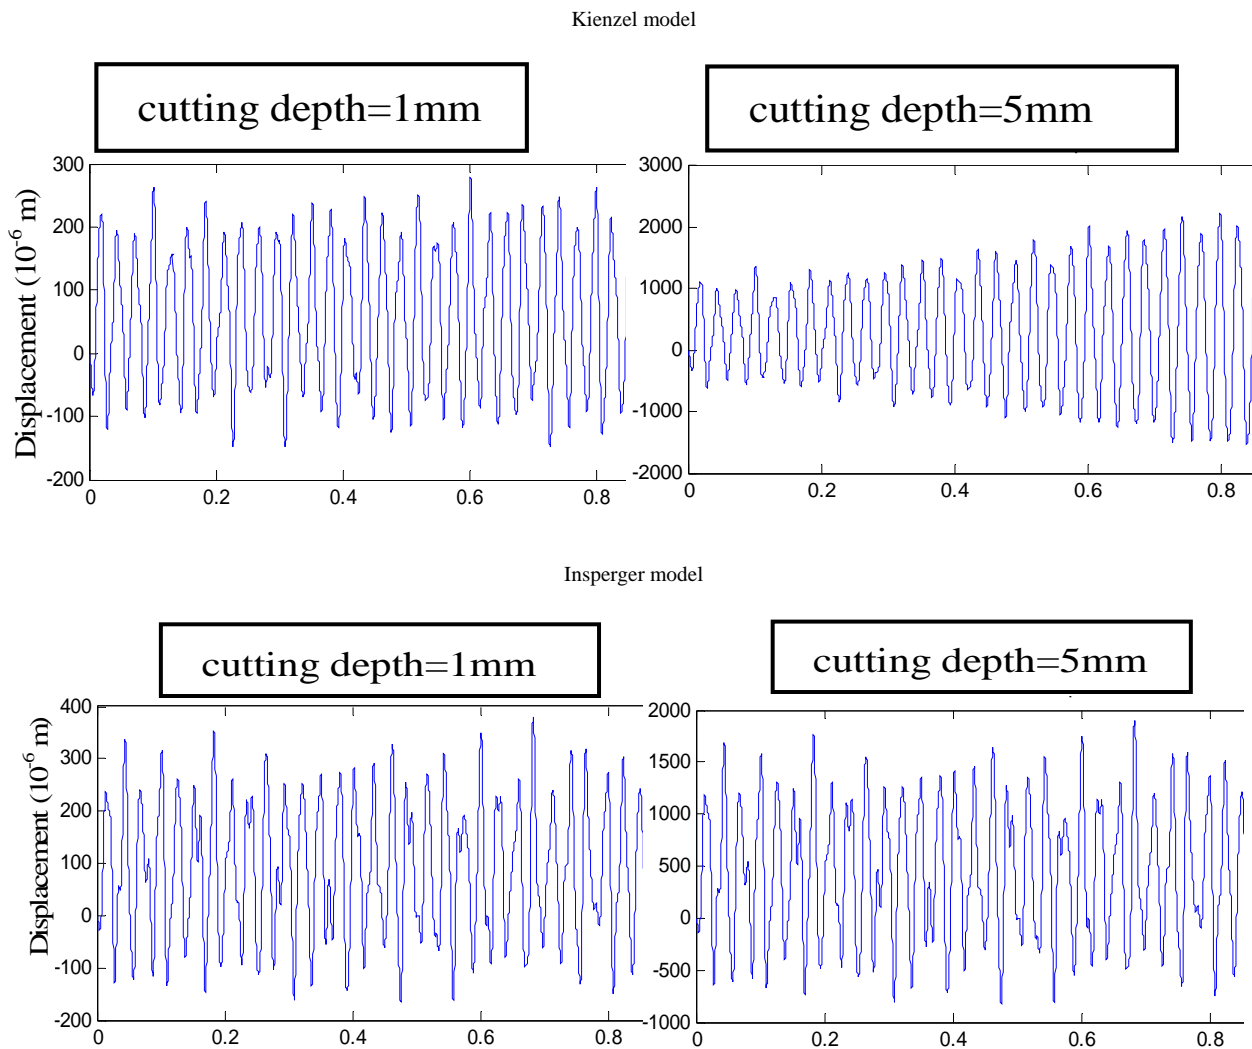 Kienzel model
cutting depth=1mm
cutting depth=5mm
300
200
100
0
-100
-200
Displacement (10-6 m)
0 0.2 0.4 0.6 0.8
3000
2000
1000
0
-1000
-2000
0 0.2 0.4 0.6 0.8
Insperger model
cutting depth=1mm
cutting depth=5mm
400
300
200
100
0
-100
-200
Displacement (10-6 m)
0 0.2 0.4 0.6 0.8
2000
1500
1000
500
0
-500
-1000
0 0.2 0.4 0.6 0.8